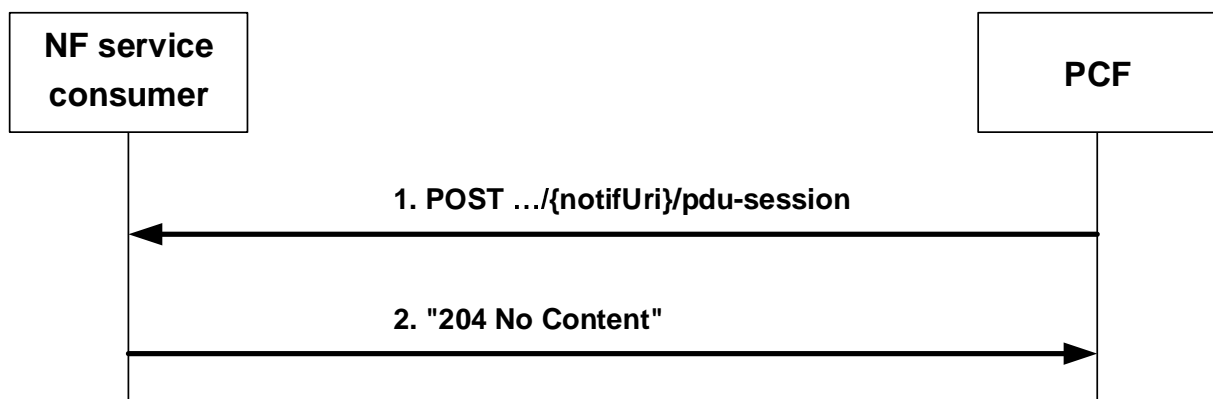 NF service
consumer
PCF
1. POST …/{notifUri}/pdu-session
2. "204 No Content"